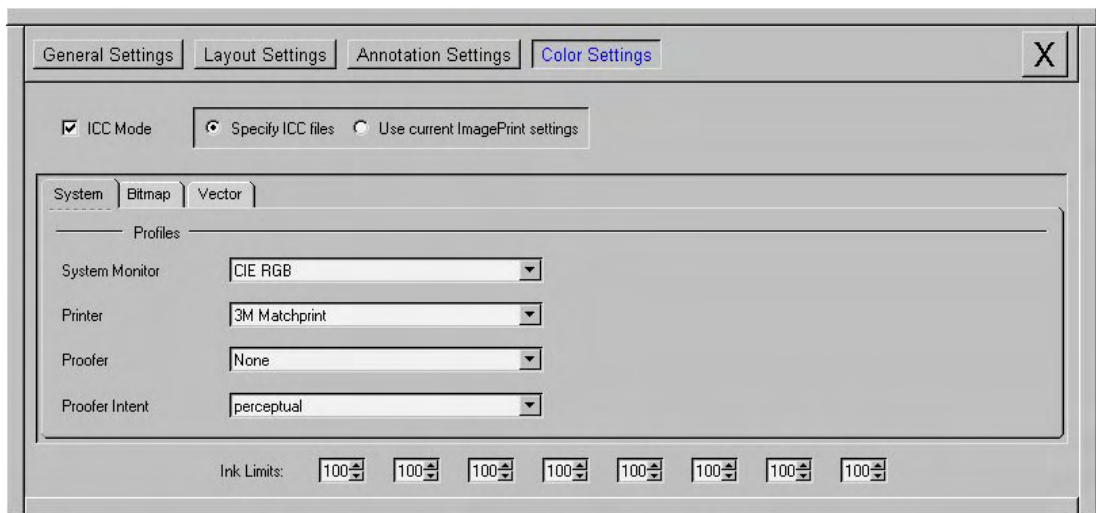 General Settings Layout Settings Annotation Settings Color Settings X
ICC Mode Specify ICC files Use current ImagePrint settings
System Bitmap Vector
Profiles
System Monitor CIE RGB
Printer 3M Matchprint
Proofer None
Proofer Intent perceptual
Ink Limits: 100 100 100 100 100 100 100 100